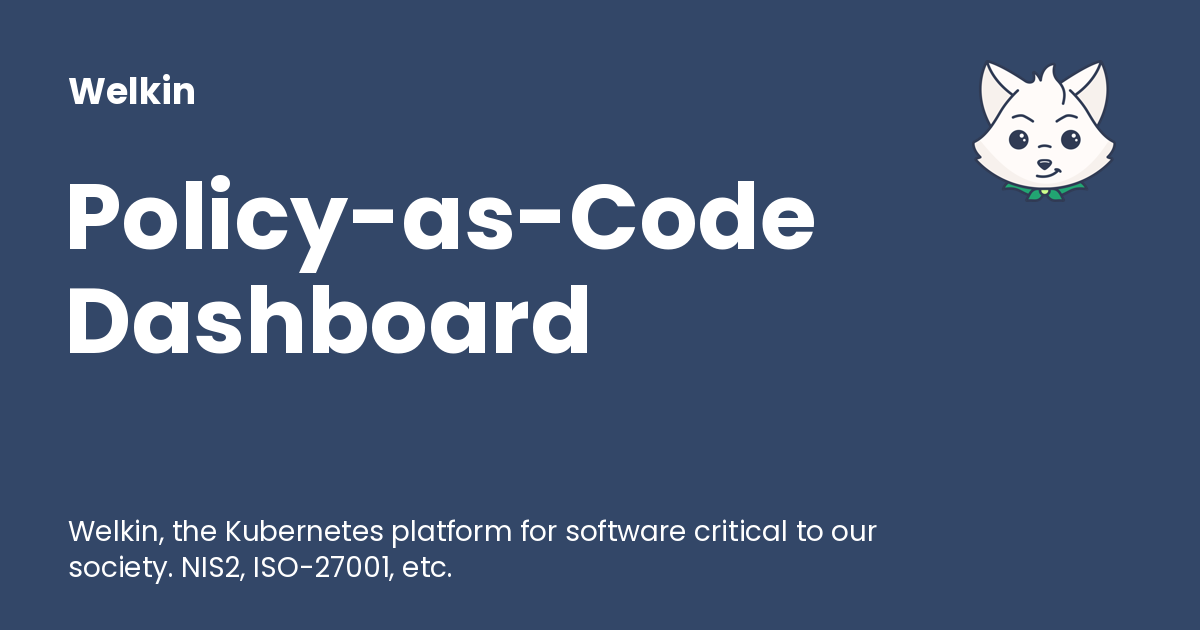 Welkin
Policy-as-Code
Dashboard
Welkin, the Kubernetes platform for software critical to our
society. NIS2, ISO-27001, etc.